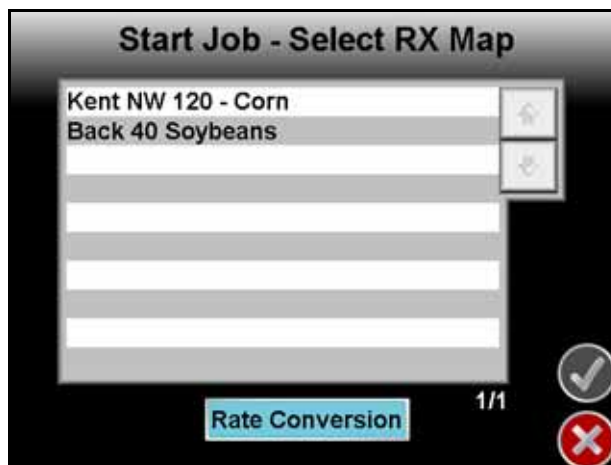 Start Job - Select RX Map
Kent NW 120 - Corn
Back 40 Soybeans
1/1
Rate Conversion